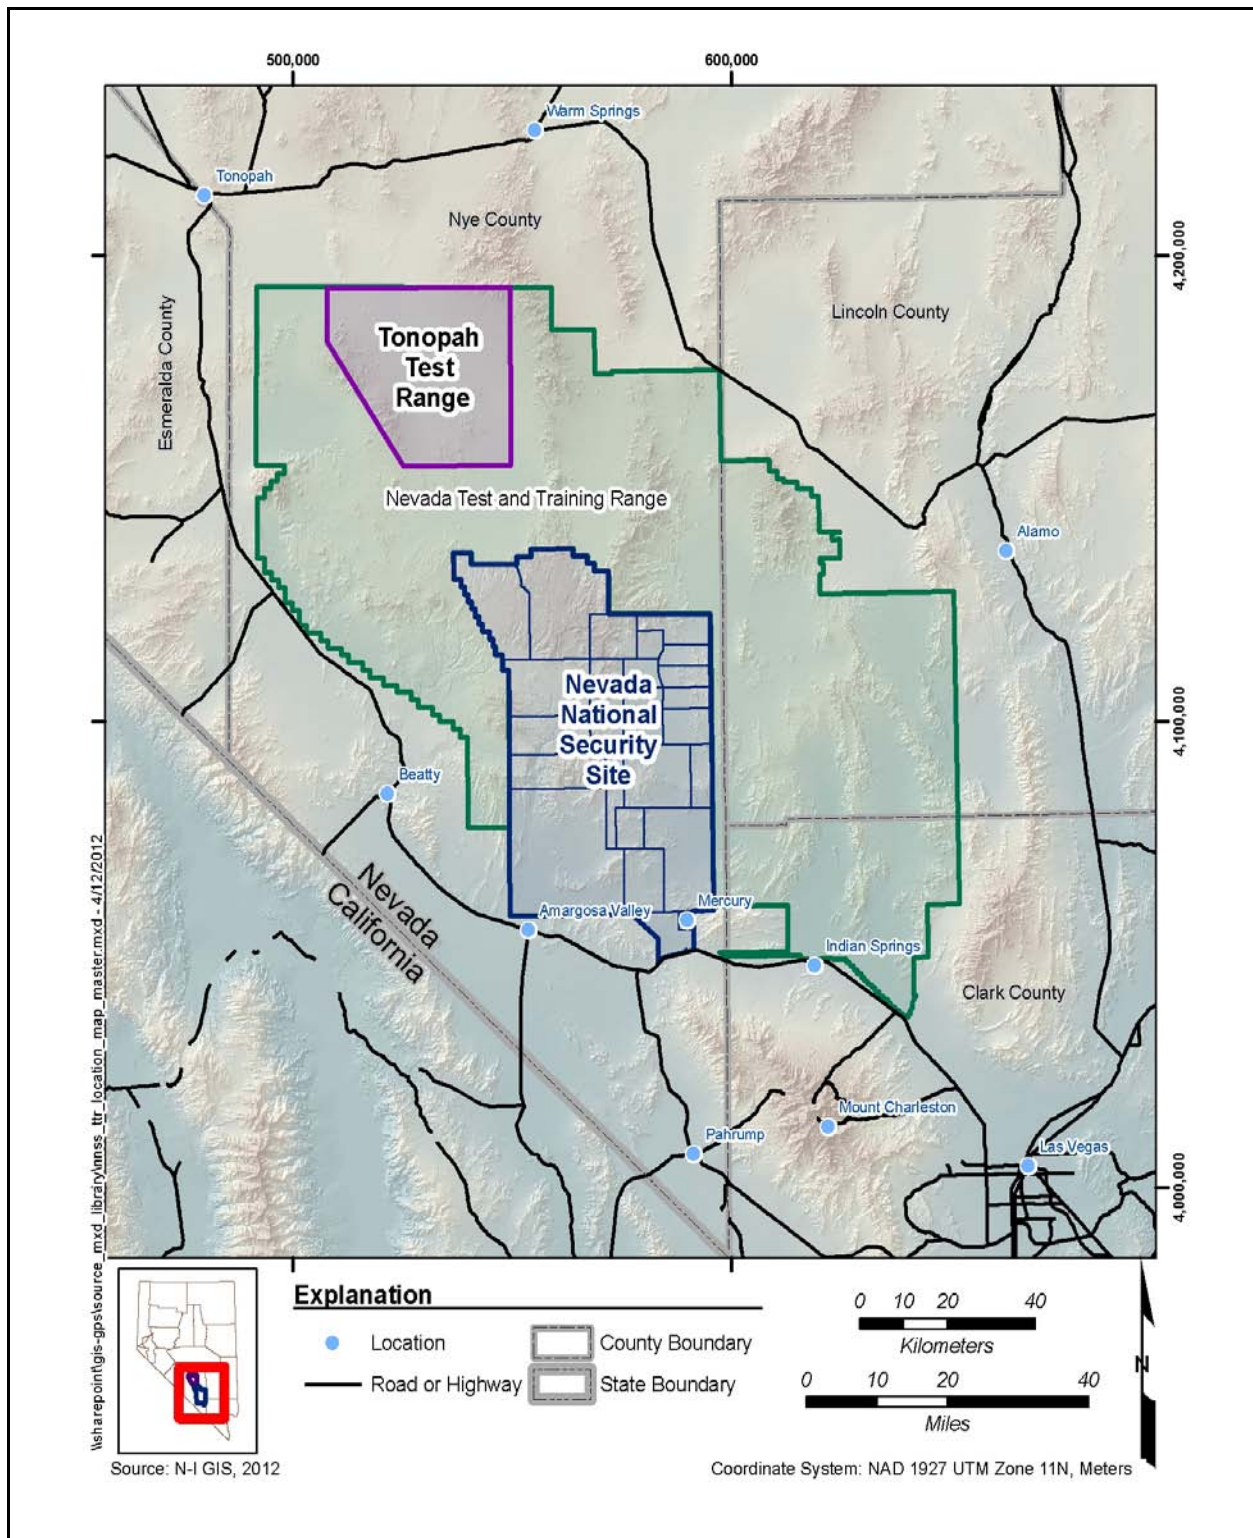 500,000
600,000
Warm Springs
Tonopah
Nye County
4,200,000
Esmeralda County
Lincoln County
Tonopah
Test
Range
Nevada Test and Training Range
Alamo
Nevada
National
Security
Site
4,100,000
Beatty
Nevada
California
Amargosa Valley
Mercury
Indian Springs
Clark County
Mount Charleston
Pahrump
Las Vegas
4,000,000
\\sharepoint\gis-gps\source_mxd_library\nnss_ttr_location_map_master.mxd - 4/12/2012
Explanation
Location
County Boundary
Road or Highway
State Boundary
0 10 20 40
Kilometers
0 10 20 40
Miles
N
Source: N-I GIS, 2012
Coordinate System: NAD 1927 UTM Zone 11N, Meters